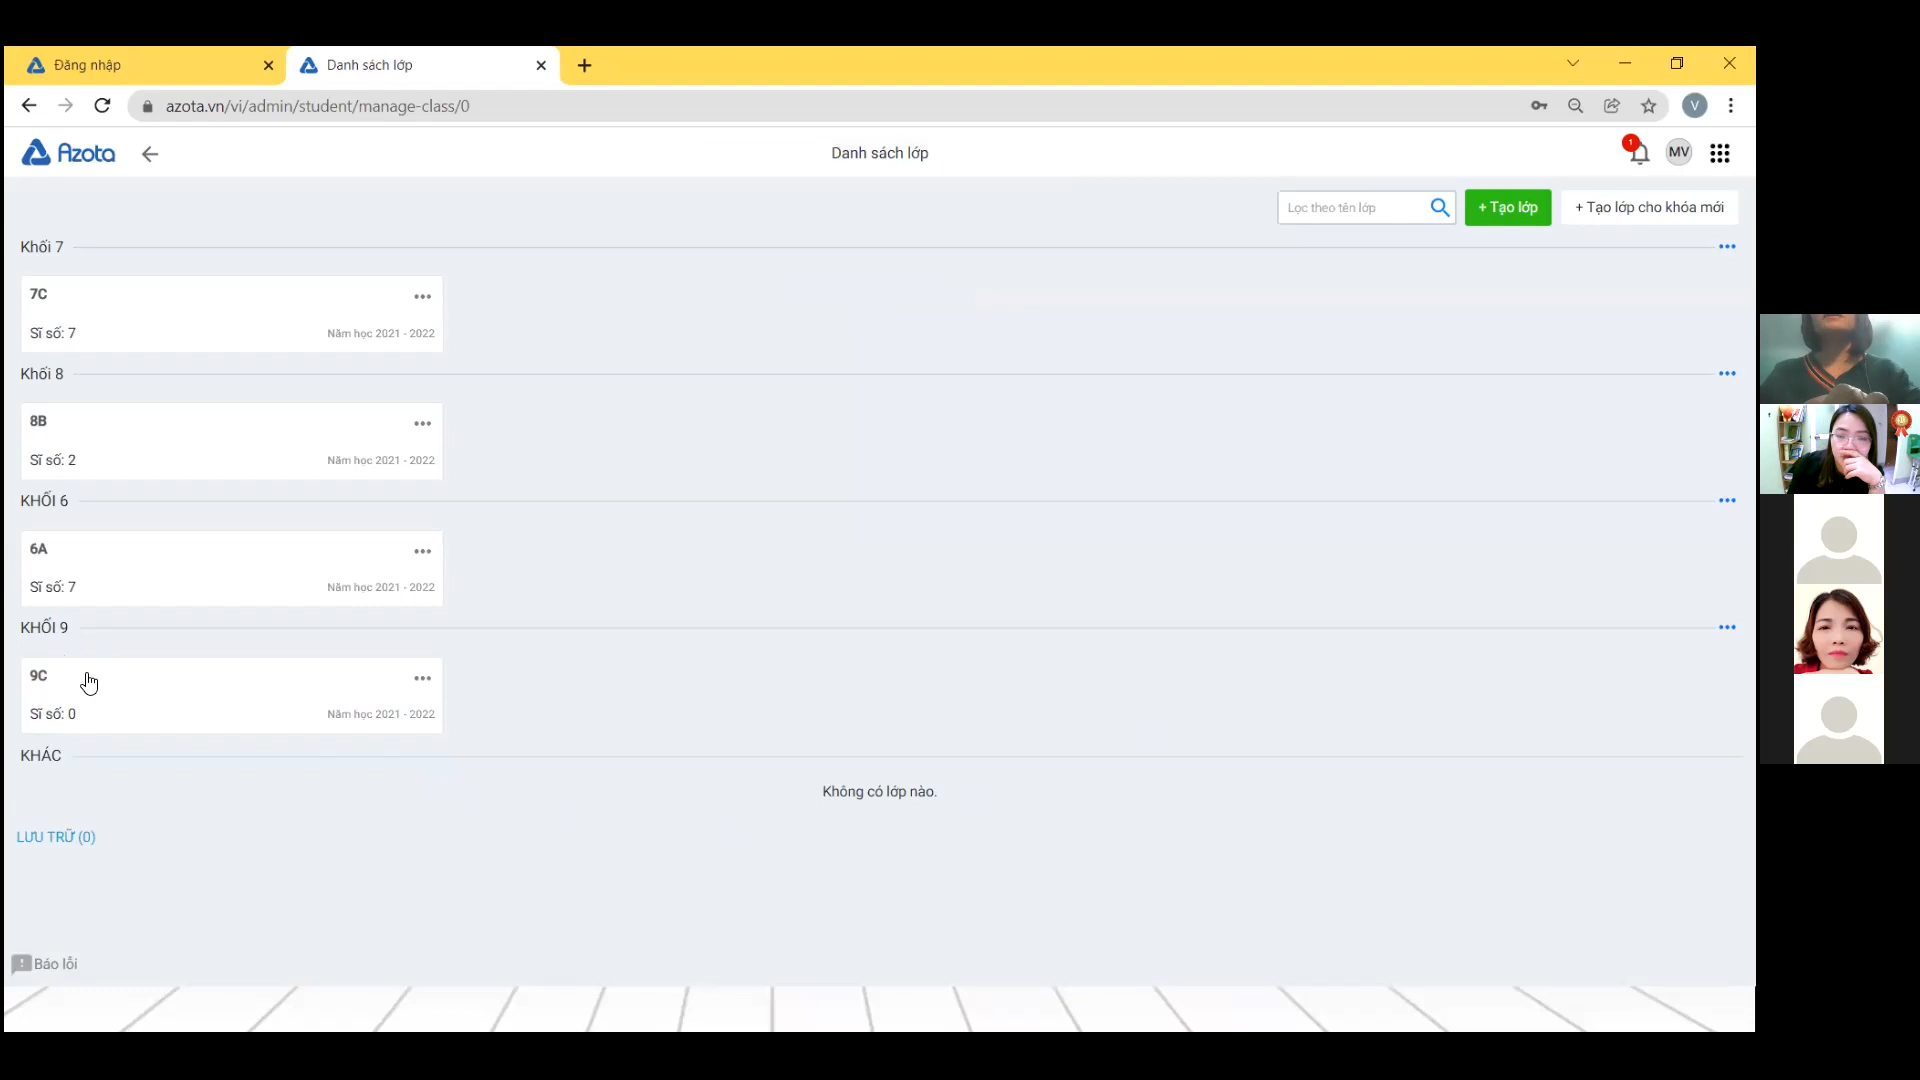 Đăng nhập
Danh sách lớp
azota.vn/vi/admin/student/manage-class/0
V
Azota
Danh sách lớp
1
MV
Lọc theo tên lớp
+ Tạo lớp
+ Tạo lớp cho khóa mới
Khối 7
7C
Sĩ số: 7
Năm học 2021 - 2022
Khối 8
8B
Sĩ số: 2
Năm học 2021 - 2022
KHỐI 6
6A
Sĩ số: 7
Năm học 2021 - 2022
KHỐI 9
9C
Sĩ số: 0
Năm học 2021 - 2022
KHÁC
Không có lớp nào.
LƯU TRỮ (0)
Báo lỗi